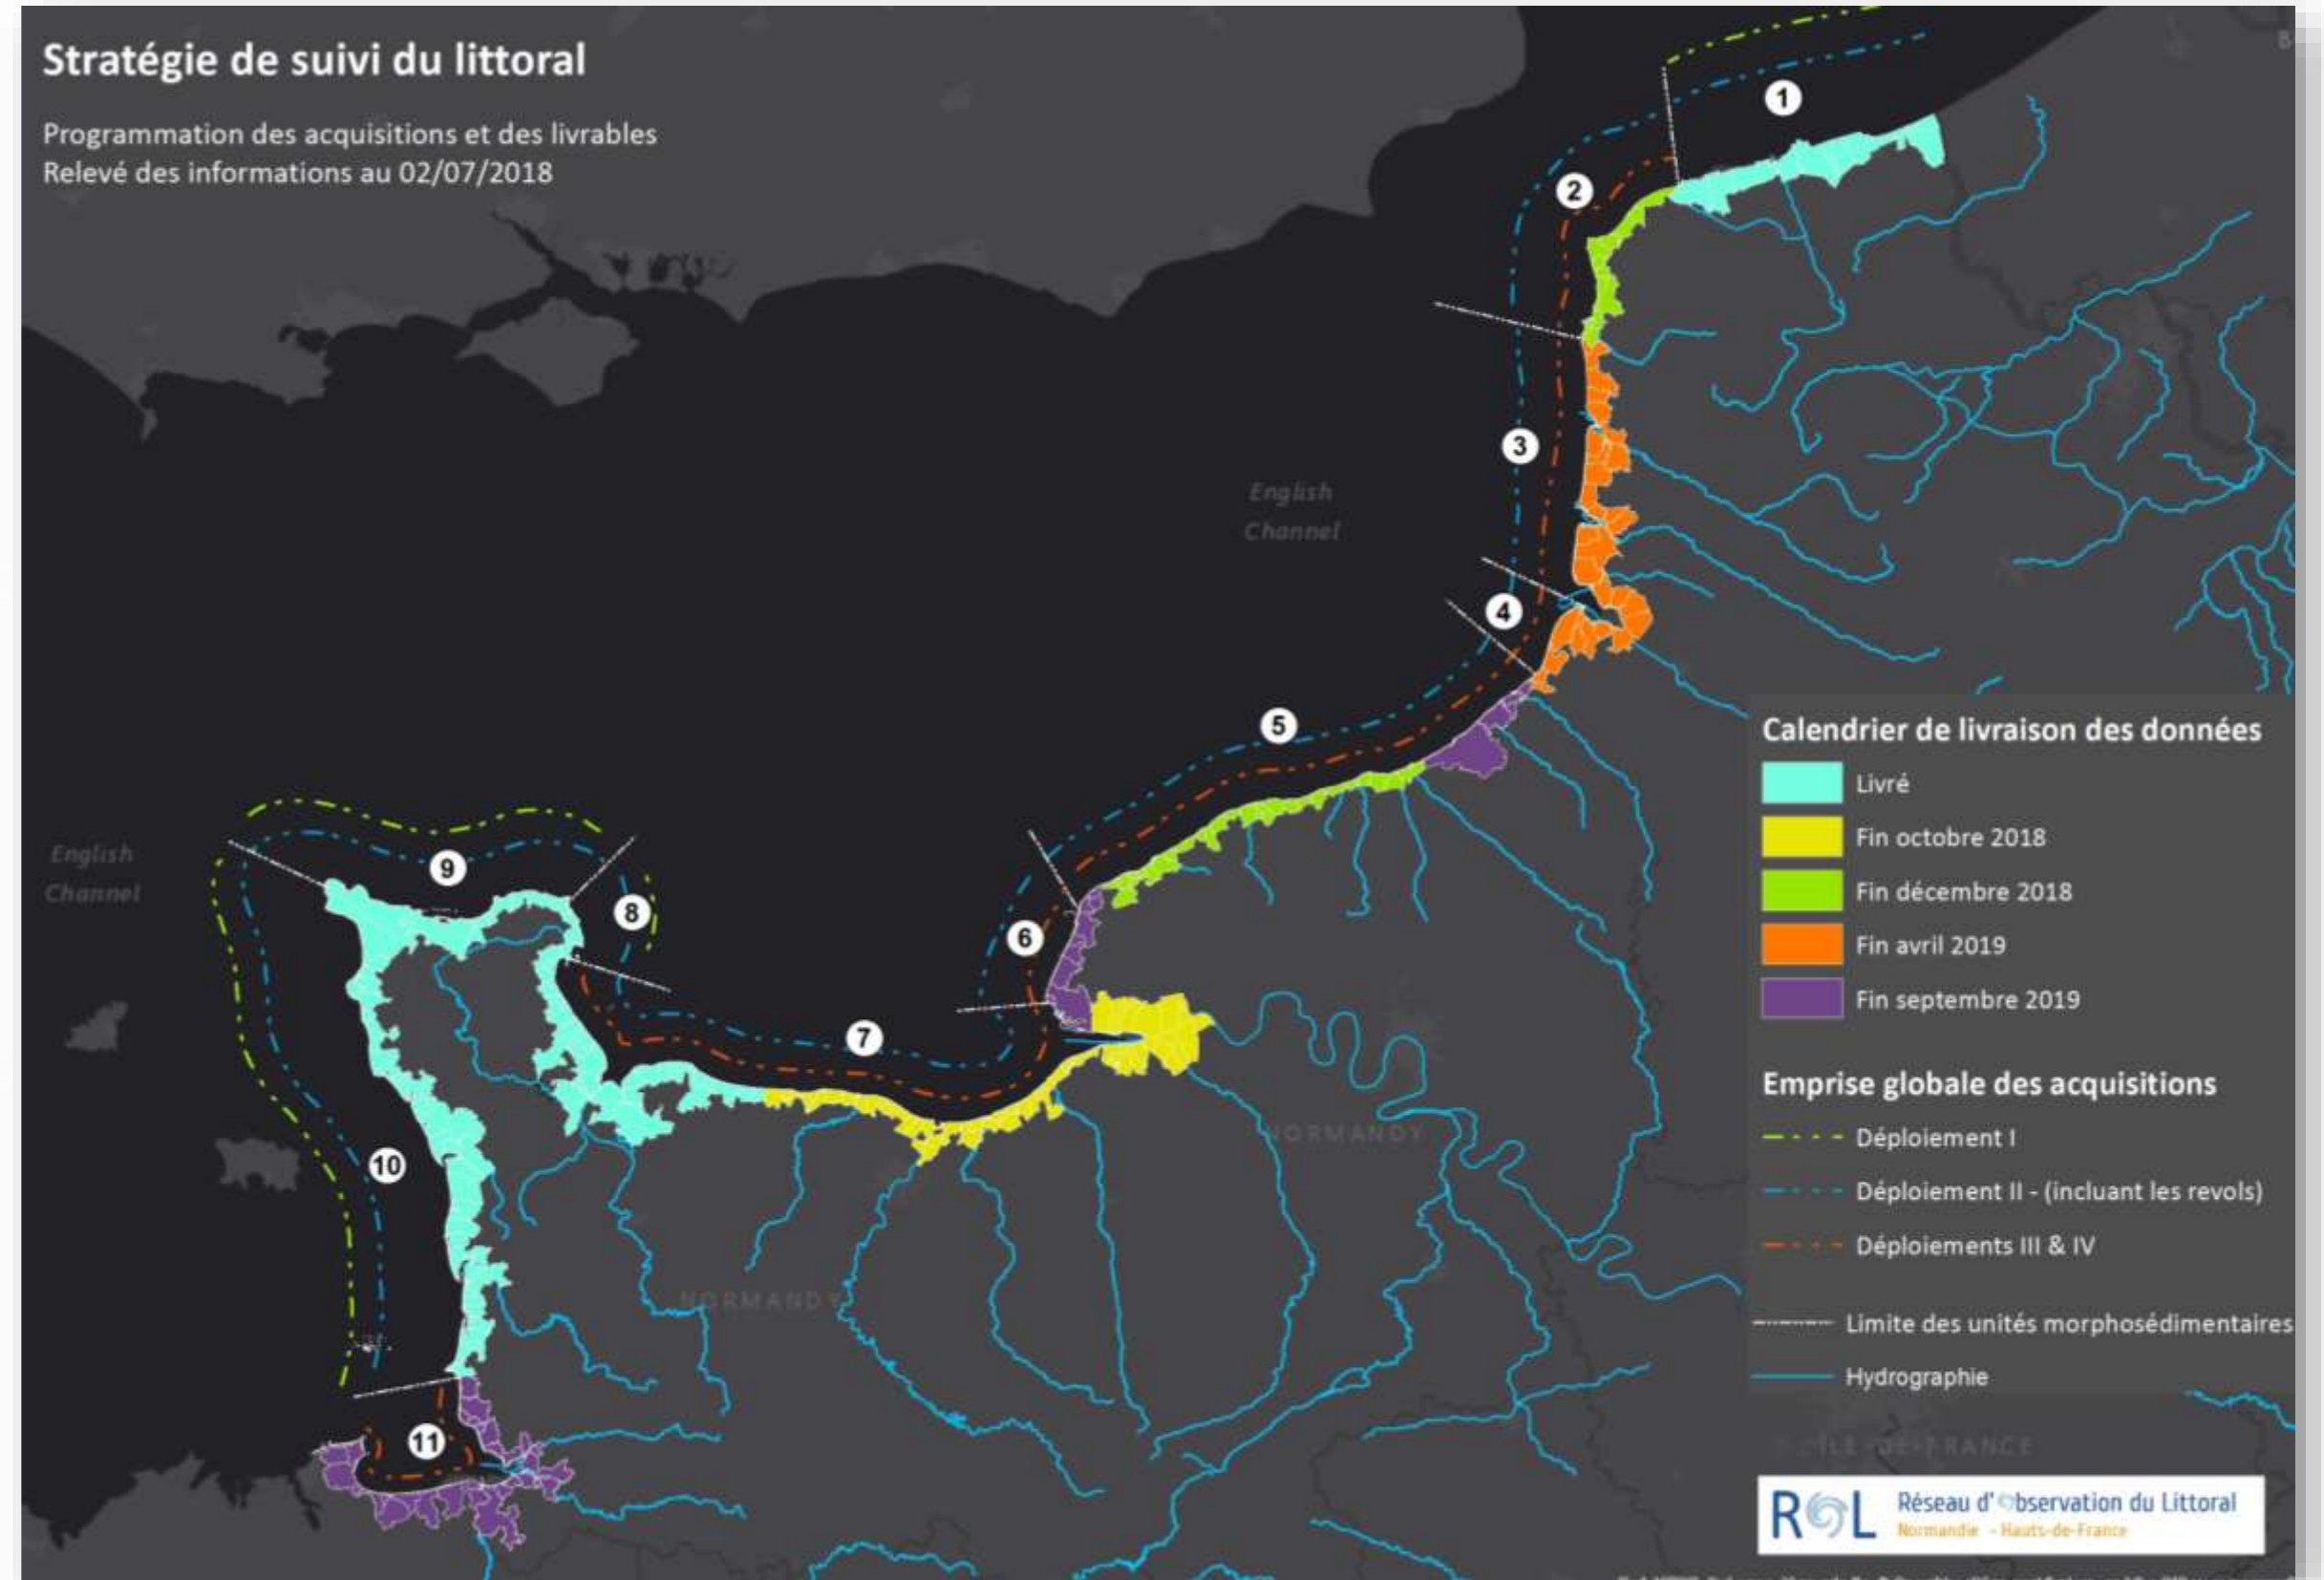 Stratégie de suivi du littoral
Programmation des acquisitions et des livrables
Relevé des informations au 02/07/2018
1
2
3
English
Channel
4
5
English
Channel
9
8
6
7
10
NORMANDY
NORMANDY
11
Calendrier de livraison des données
Livré
Fin octobre 2018
Fin décembre 2018
Fin avril 2019
Fin septembre 2019
Emprise globale des acquisitions
Déploiement I
Déploiement II - (incluant les revols)
Déploiements III & IV
Limite des unités morphosédimentaires
Hydrographie
ÎLE-DE-FRANCE
ROL
Réseau d'Observation du Littoral
Normandie - Hauts-de-France